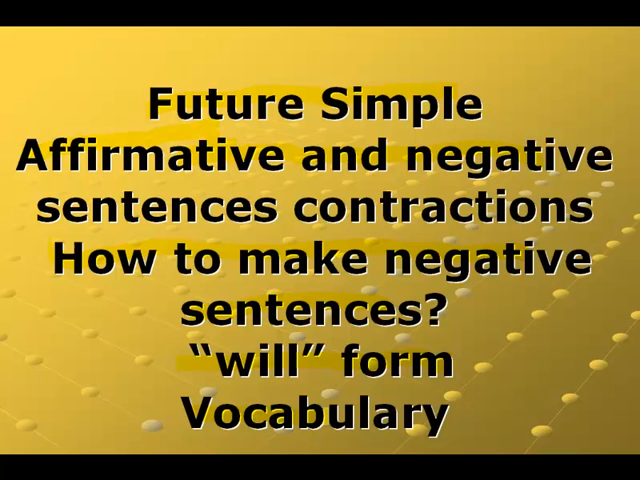 Future Simple
Affirmative and negative
sentences contractions
How to make negative
sentences?
“will” form
Vocabulary